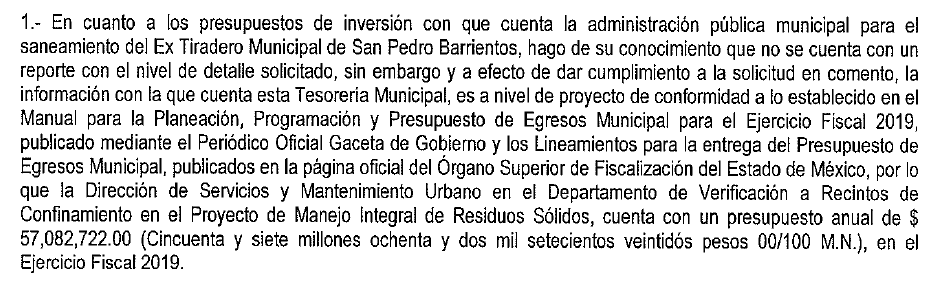 1.- En cuanto a los presupuestos de inversión con que cuenta la administración pública municipal para el
saneamiento del Ex Tiradero Municipal de San Pedro Barrientos, hago de su conocimiento que no se cuenta con un
reporte con el nivel de detalle solicitado, sin embargo y a efecto de dar cumplimiento a la solicitud en comento, la
información con la que cuenta esta Tesorería Municipal, es a nivel de proyecto de conformidad a lo establecido en el
Manual para la Planeación, Programación y Presupuesto de Egresos Municipal para el Ejercicio Fiscal 2019,
publicado mediante el Periódico Oficial Gaceta de Gobierno y los Lineamientos para la entrega del Presupuesto de
Egresos Municipal, publicados en la página oficial del Órgano Superior de Fiscalización del Estado de México, por lo
que la Dirección de Servicios y Mantenimiento Urbano en el Departamento de Verificación a Recintos de
Confinamiento en el Proyecto de Manejo Integral de Residuos Sólidos, cuenta con un presupuesto anual de $
57,082,722.00 (Cincuenta y siete millones ochenta y dos mil setecientos veintidós pesos 00/100 M.N.), en el
Ejercicio Fiscal 2019.